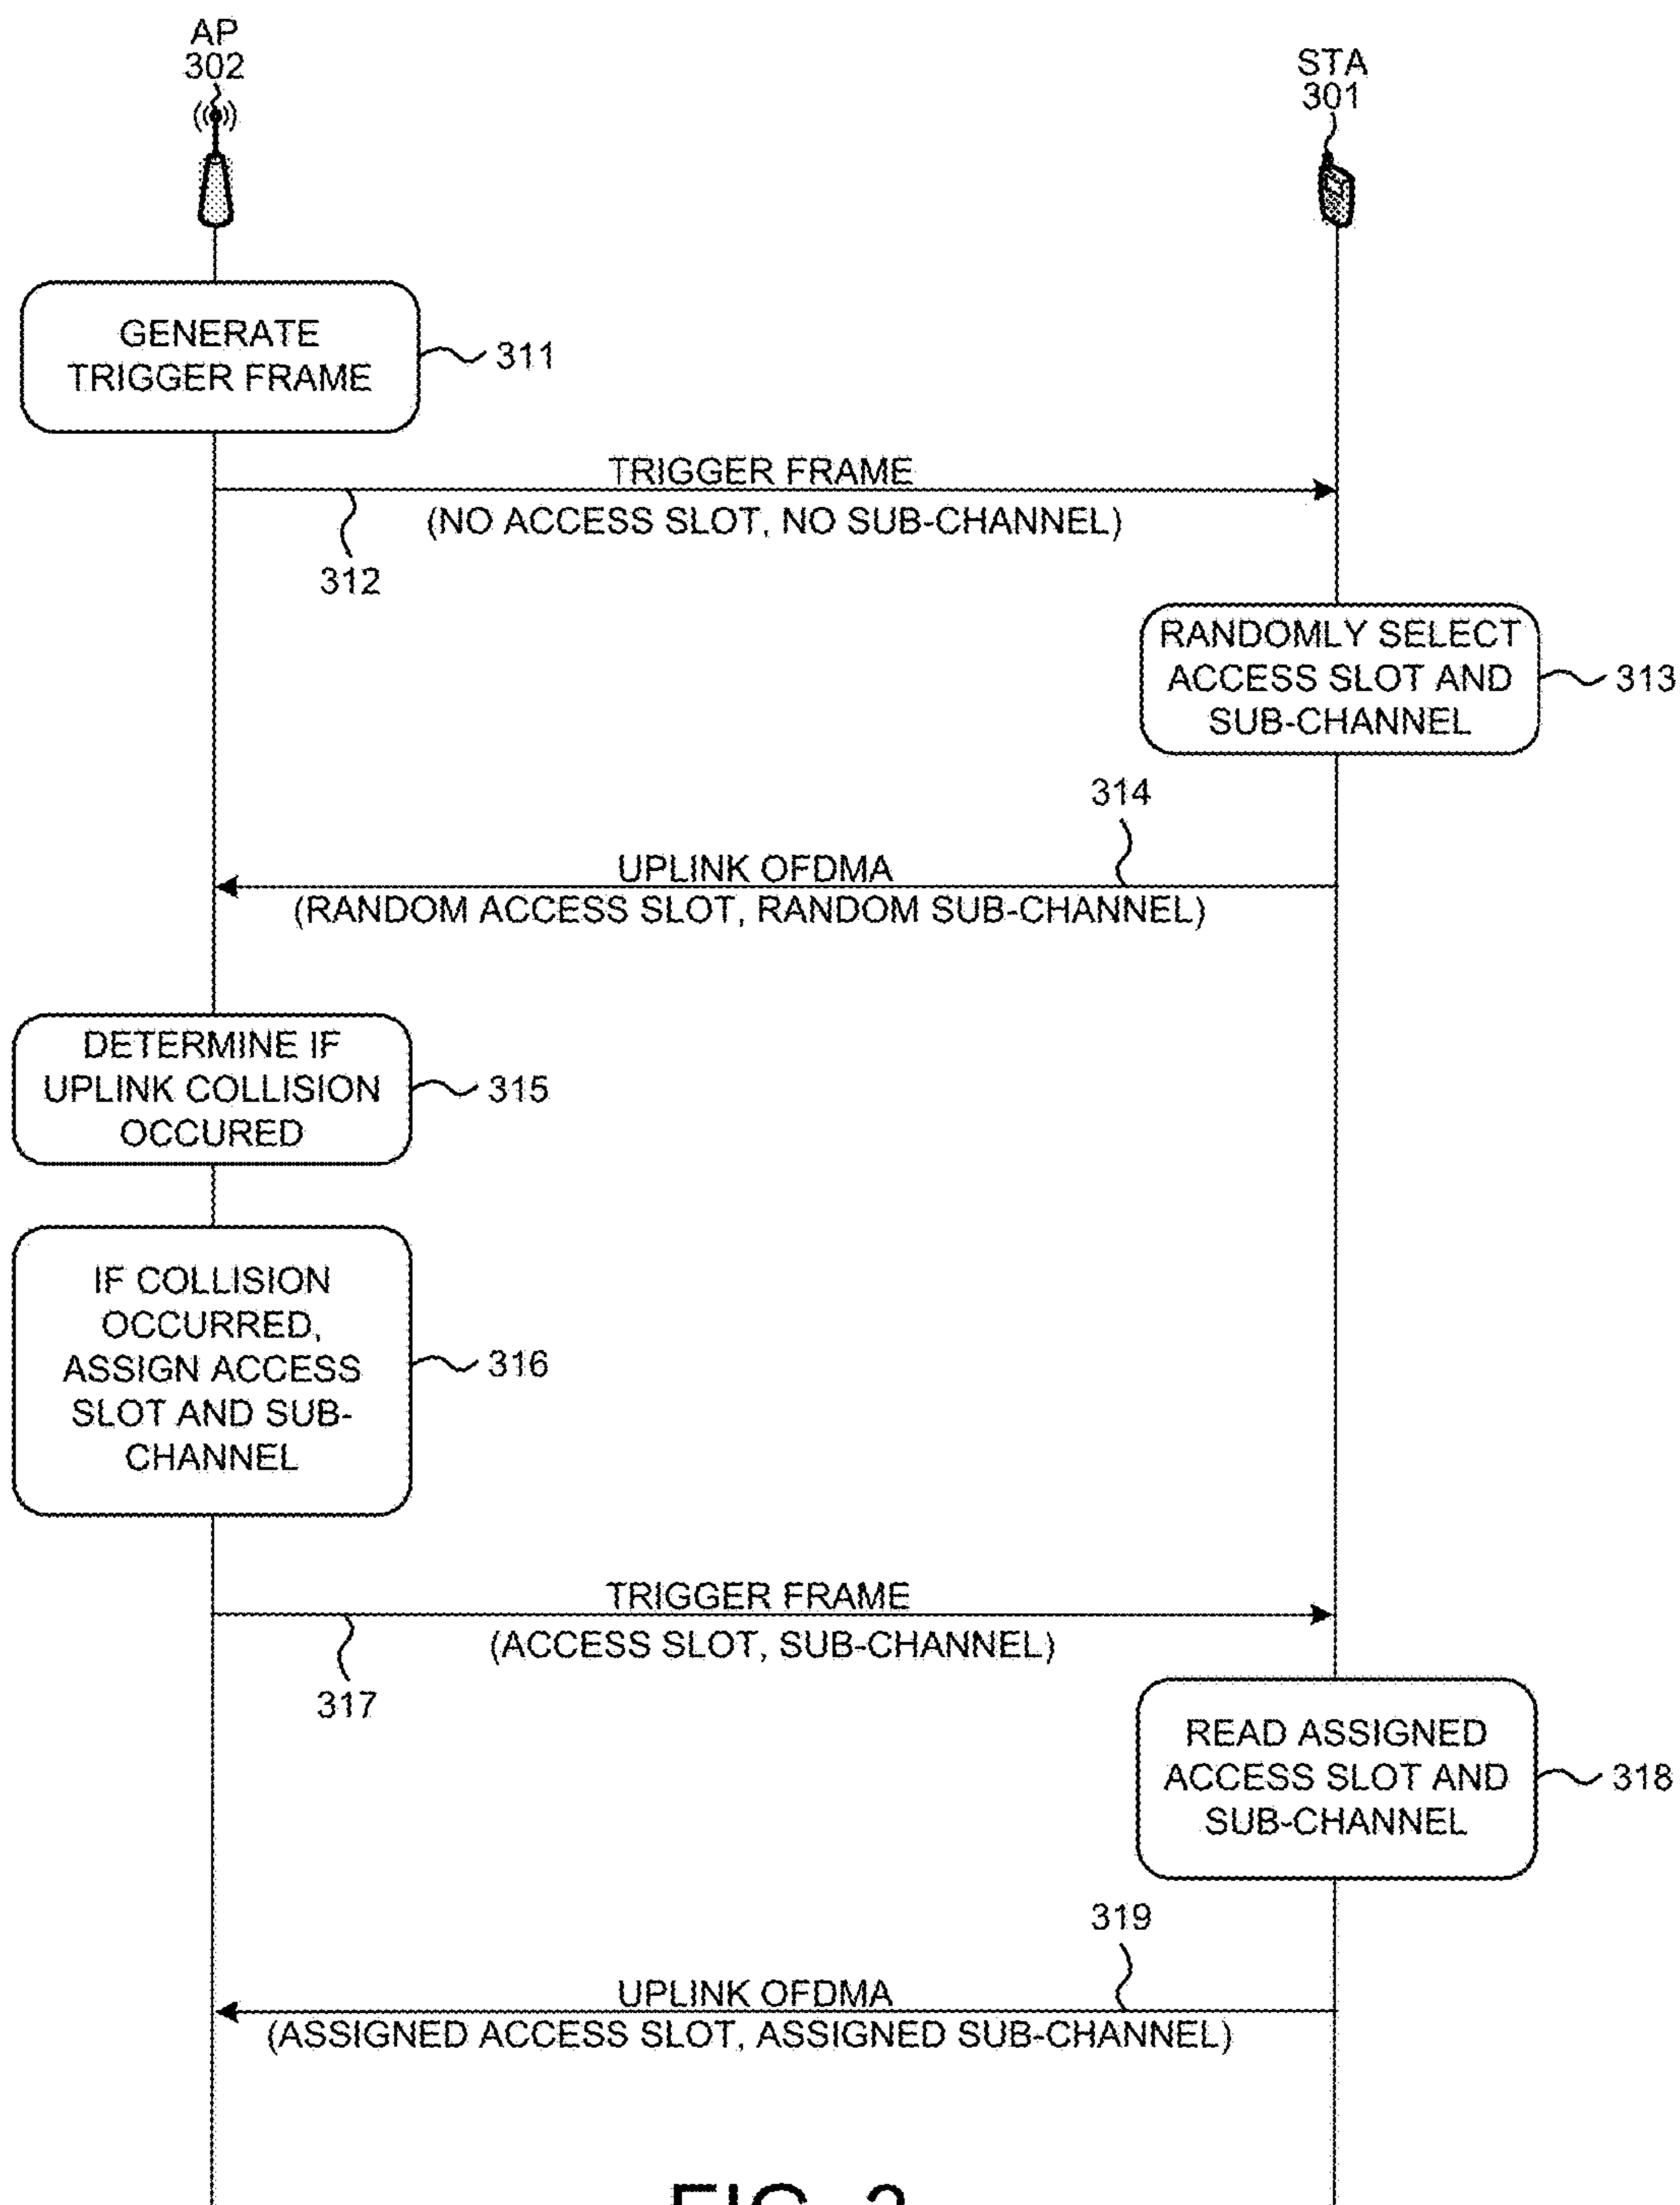 AP
302
STA
301
GENERATE
TRIGGER FRAME
311
TRIGGER FRAME
(NO ACCESS SLOT, NO SUB-CHANNEL)
312
RANDOMLY SELECT
ACCESS SLOT AND
SUB-CHANNEL
313
314
UPLINK OFDMA
(RANDOM ACCESS SLOT, RANDOM SUB-CHANNEL)
DETERMINE IF
UPLINK COLLISION
OCCURED
315
IF COLLISION
OCCURRED,
ASSIGN ACCESS
SLOT AND SUB-
CHANNEL
316
TRIGGER FRAME
(ACCESS SLOT, SUB-CHANNEL)
317
READ ASSIGNED
ACCESS SLOT AND
SUB-CHANNEL
318
319
UPLINK OFDMA
(ASSIGNED ACCESS SLOT, ASSIGNED SUB-CHANNEL)
FIG. 3